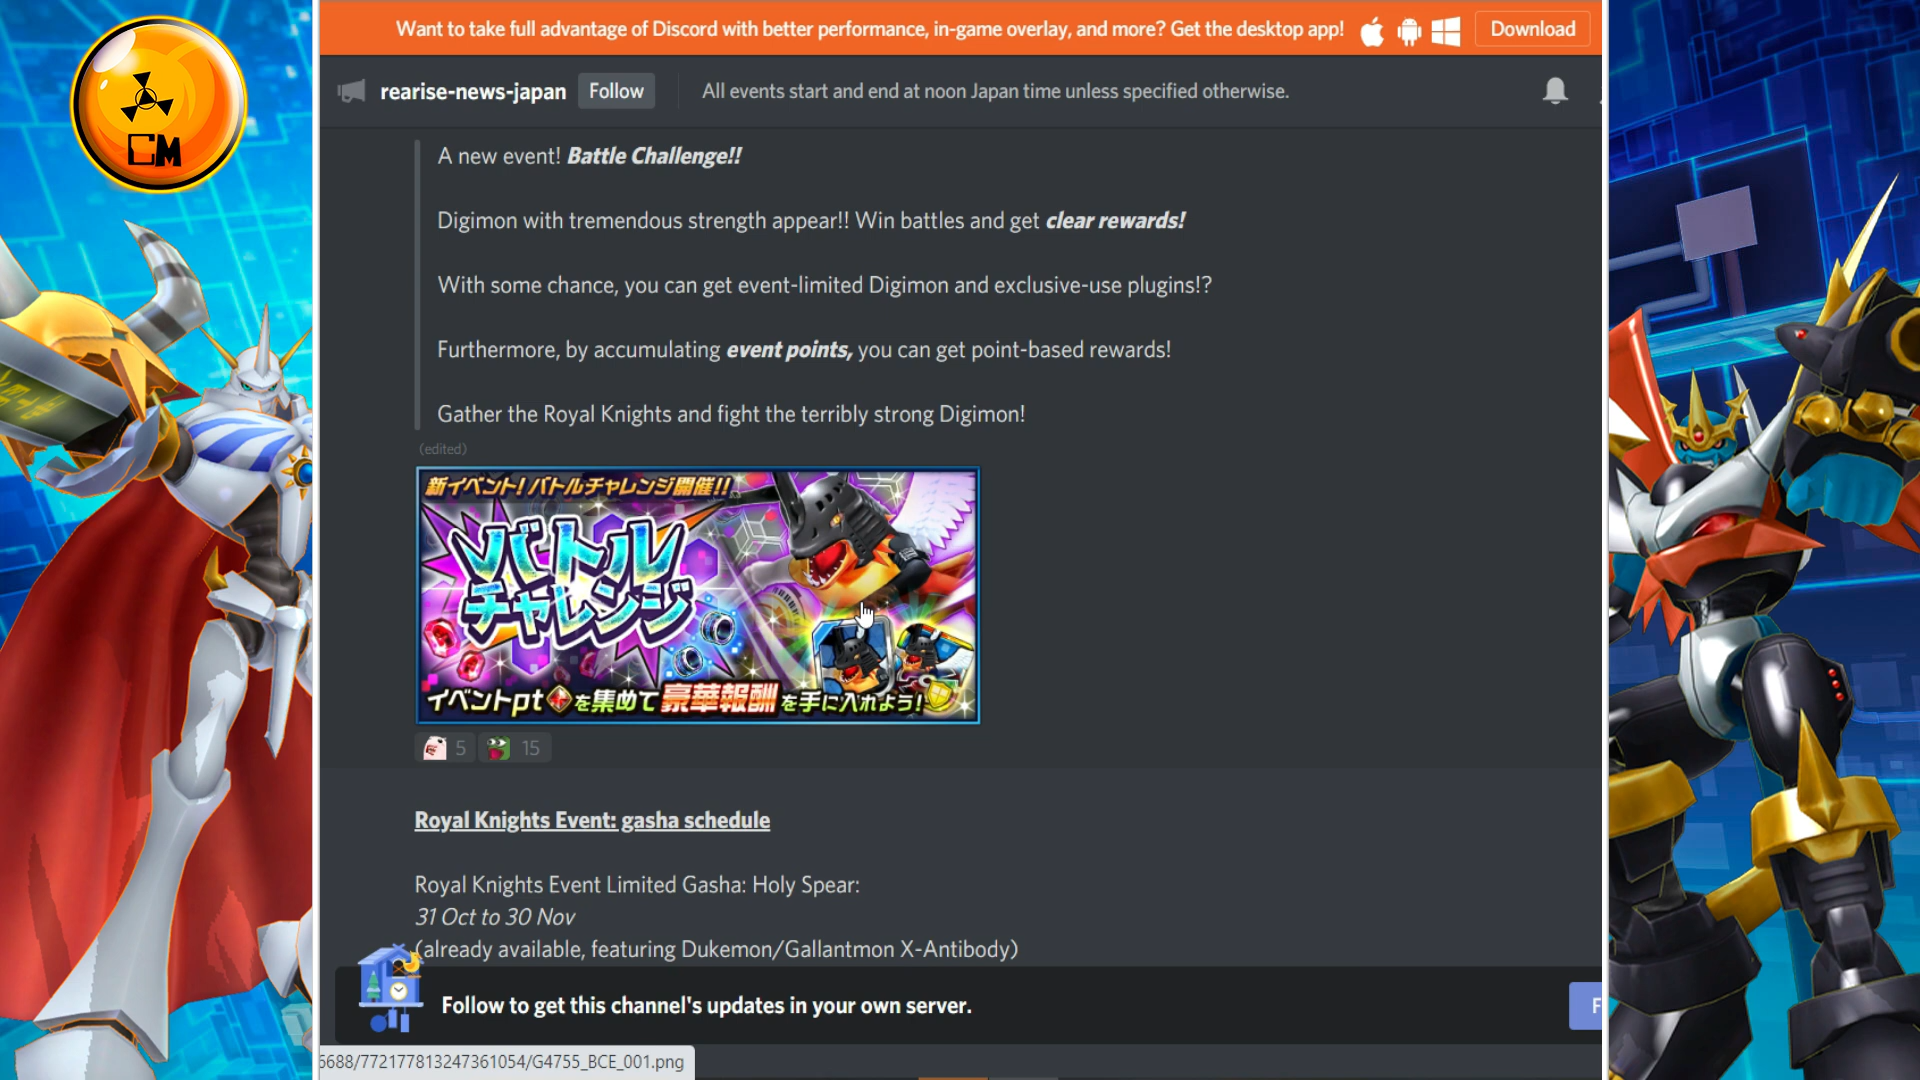 Want to take full advantage of Discord with better performance, in-game overlay, and more? Get the desktop app!
Download
CM
rearise-news-japan
Follow
All events start and end at noon Japan time unless specified otherwise.
A new event! Battle Challenge!!
Digimon with tremendous strength appear!! Win battles and get clear rewards!
With some chance, you can get event-limited Digimon and exclusive-use plugins!?
Furthermore, by accumulating event points, you can get point-based rewards!
Gather the Royal Knights and fight the terribly strong Digimon!
(edited)
新イベント!バトルチャレンジ開催!!
バトル
チャレンジ
イベントptを集めて豪華報酬を手に入れよう!
5
15
Royal Knights Event: gasha schedule
Royal Knights Event Limited Gasha: Holy Spear:
31 Oct to 30 Nov
(already available, featuring Dukemon/Gallantmon X-Antibody)
Follow to get this channel's updates in your own server.
F
6688/772177813247361054/G4755_BCE_001.png